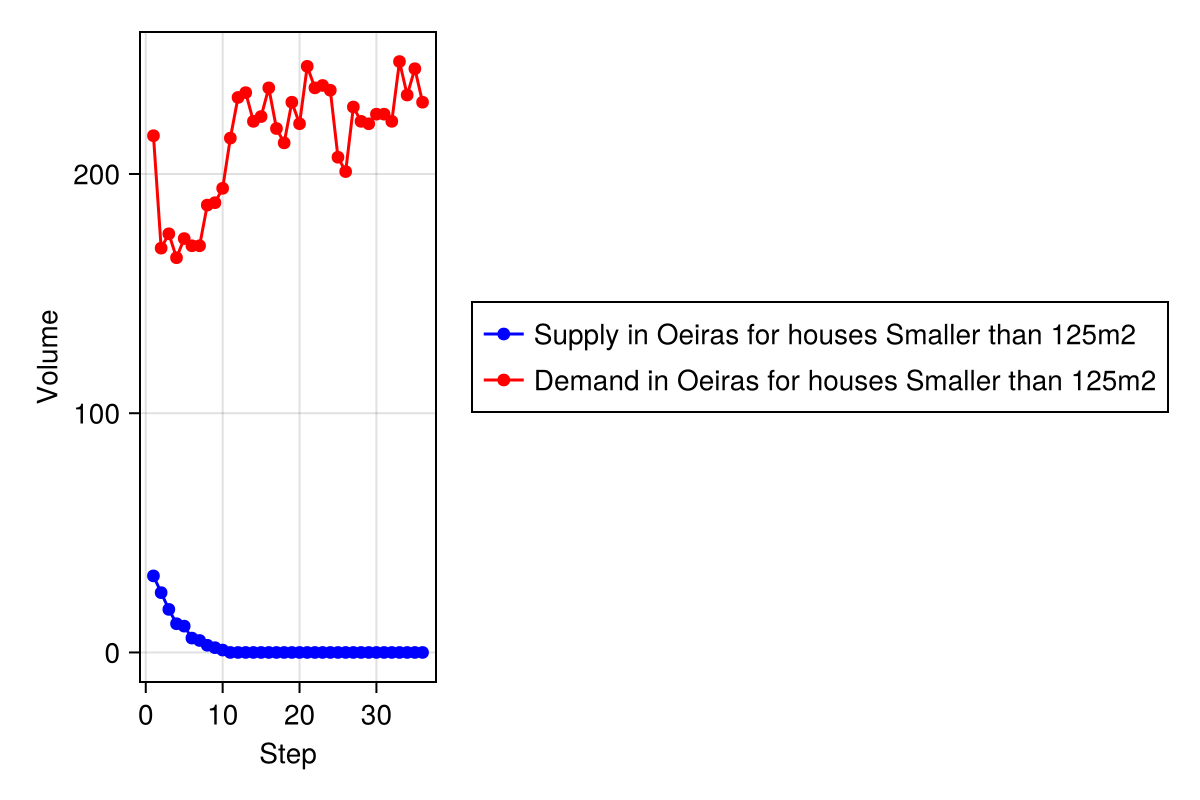 Volume
200
100
0
0 10 20 30
Step
Supply in Oeiras for houses Smaller than 125m2
Demand in Oeiras for houses Smaller than 125m2